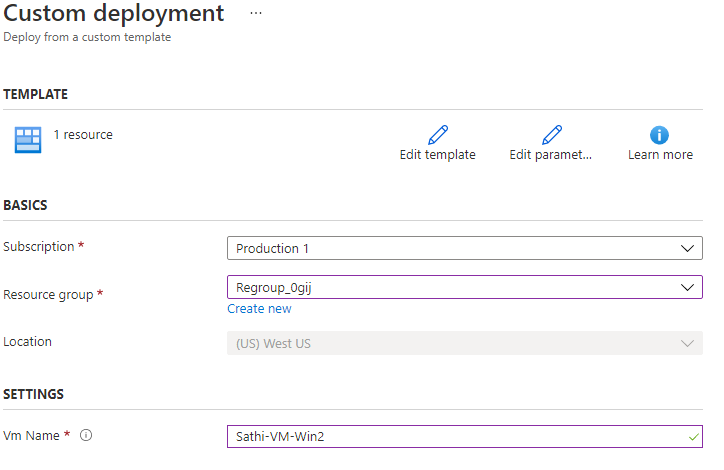 Custom deployment ...
Deploy from a custom template
TEMPLATE
1 resource
Edit template Edit paramet... Learn more
BASICS
Subscription * Production 1
Resource group * Regroup_0gij
Create new
Location (US) West US
SETTINGS
Vm Name * Sathi-VM-Win2